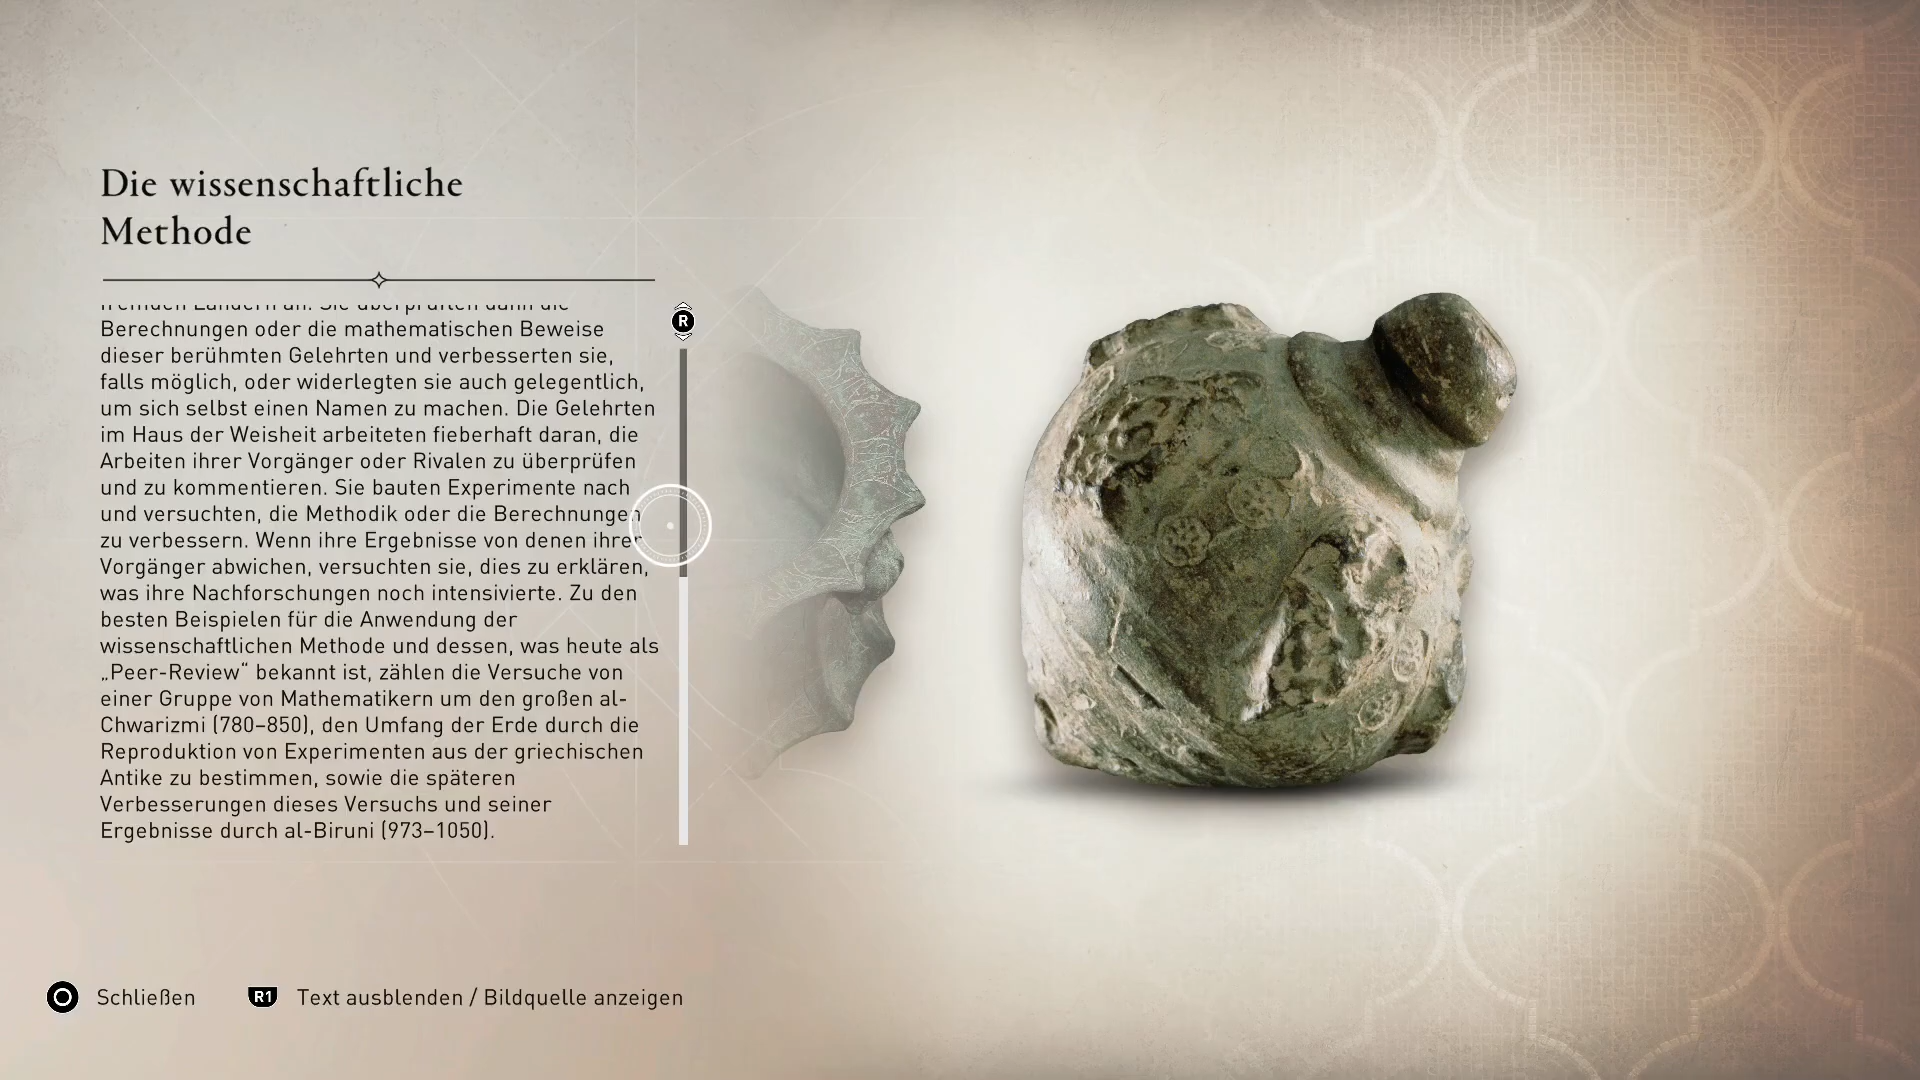 Die wissenschaftliche
Methode
fremden Ländern an. Sie überprüften dann die
Berechnungen oder die mathematischen Beweise
dieser berühmten Gelehrten und verbesserten sie,
falls möglich, oder widerlegten sie auch gelegentlich,
um sich selbst einen Namen zu machen. Die Gelehrten
im Haus der Weisheit arbeiteten fieberhaft daran, die
Arbeiten ihrer Vorgänger oder Rivalen zu überprüfen
und zu kommentieren. Sie bauten Experimente nach
und versuchten, die Methodik oder die Berechnungen
zu verbessern. Wenn ihre Ergebnisse von denen ihrer
Vorgänger abwichen, versuchten sie, dies zu erklären,
was ihre Nachforschungen noch intensivierte. Zu den
besten Beispielen für die Anwendung der
wissenschaftlichen Methode und dessen, was heute als
„Peer-Review“ bekannt ist, zählen die Versuche von
einer Gruppe von Mathematikern um den großen al-
Chwarizmi (780–850), den Umfang der Erde durch die
Reproduktion von Experimenten aus der griechischen
Antike zu bestimmen, sowie die späteren
Verbesserungen dieses Versuchs und seiner
Ergebnisse durch al-Biruni (973–1050).
R
Schließen
R1 Text ausblenden / Bildquelle anzeigen